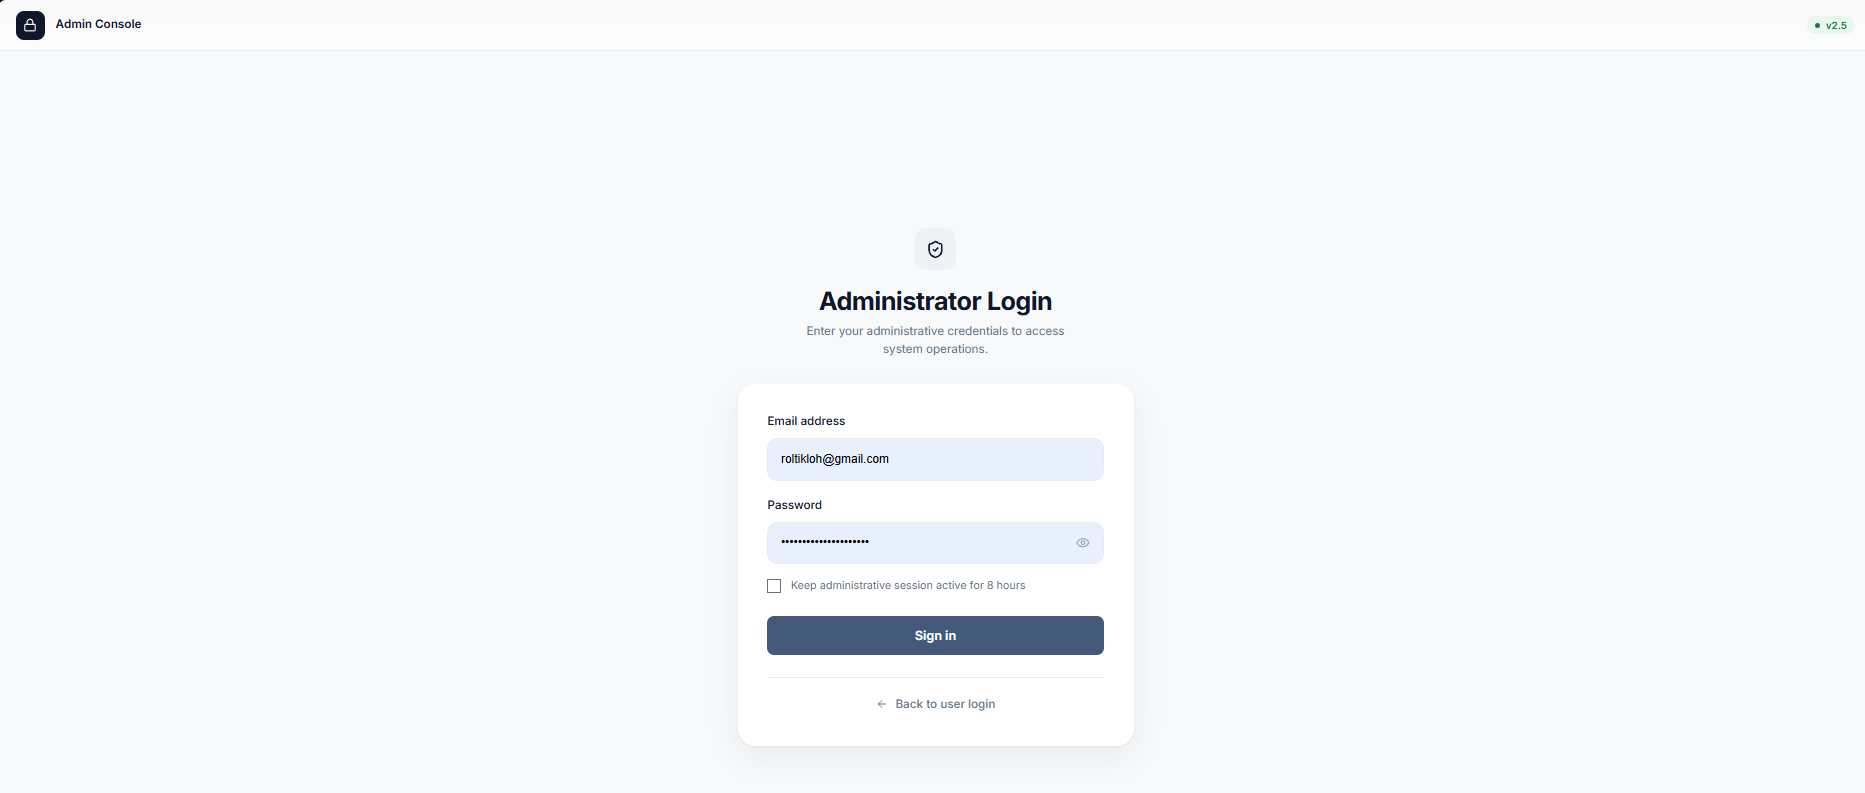 Admin Console
v2.5
Administrator Login
Enter your administrative credentials to access
system operations.
Email address
roltikloh@gmail.com
Password
•••••••••••••••••••••
Keep administrative session active for 8 hours
Sign in
← Back to user login